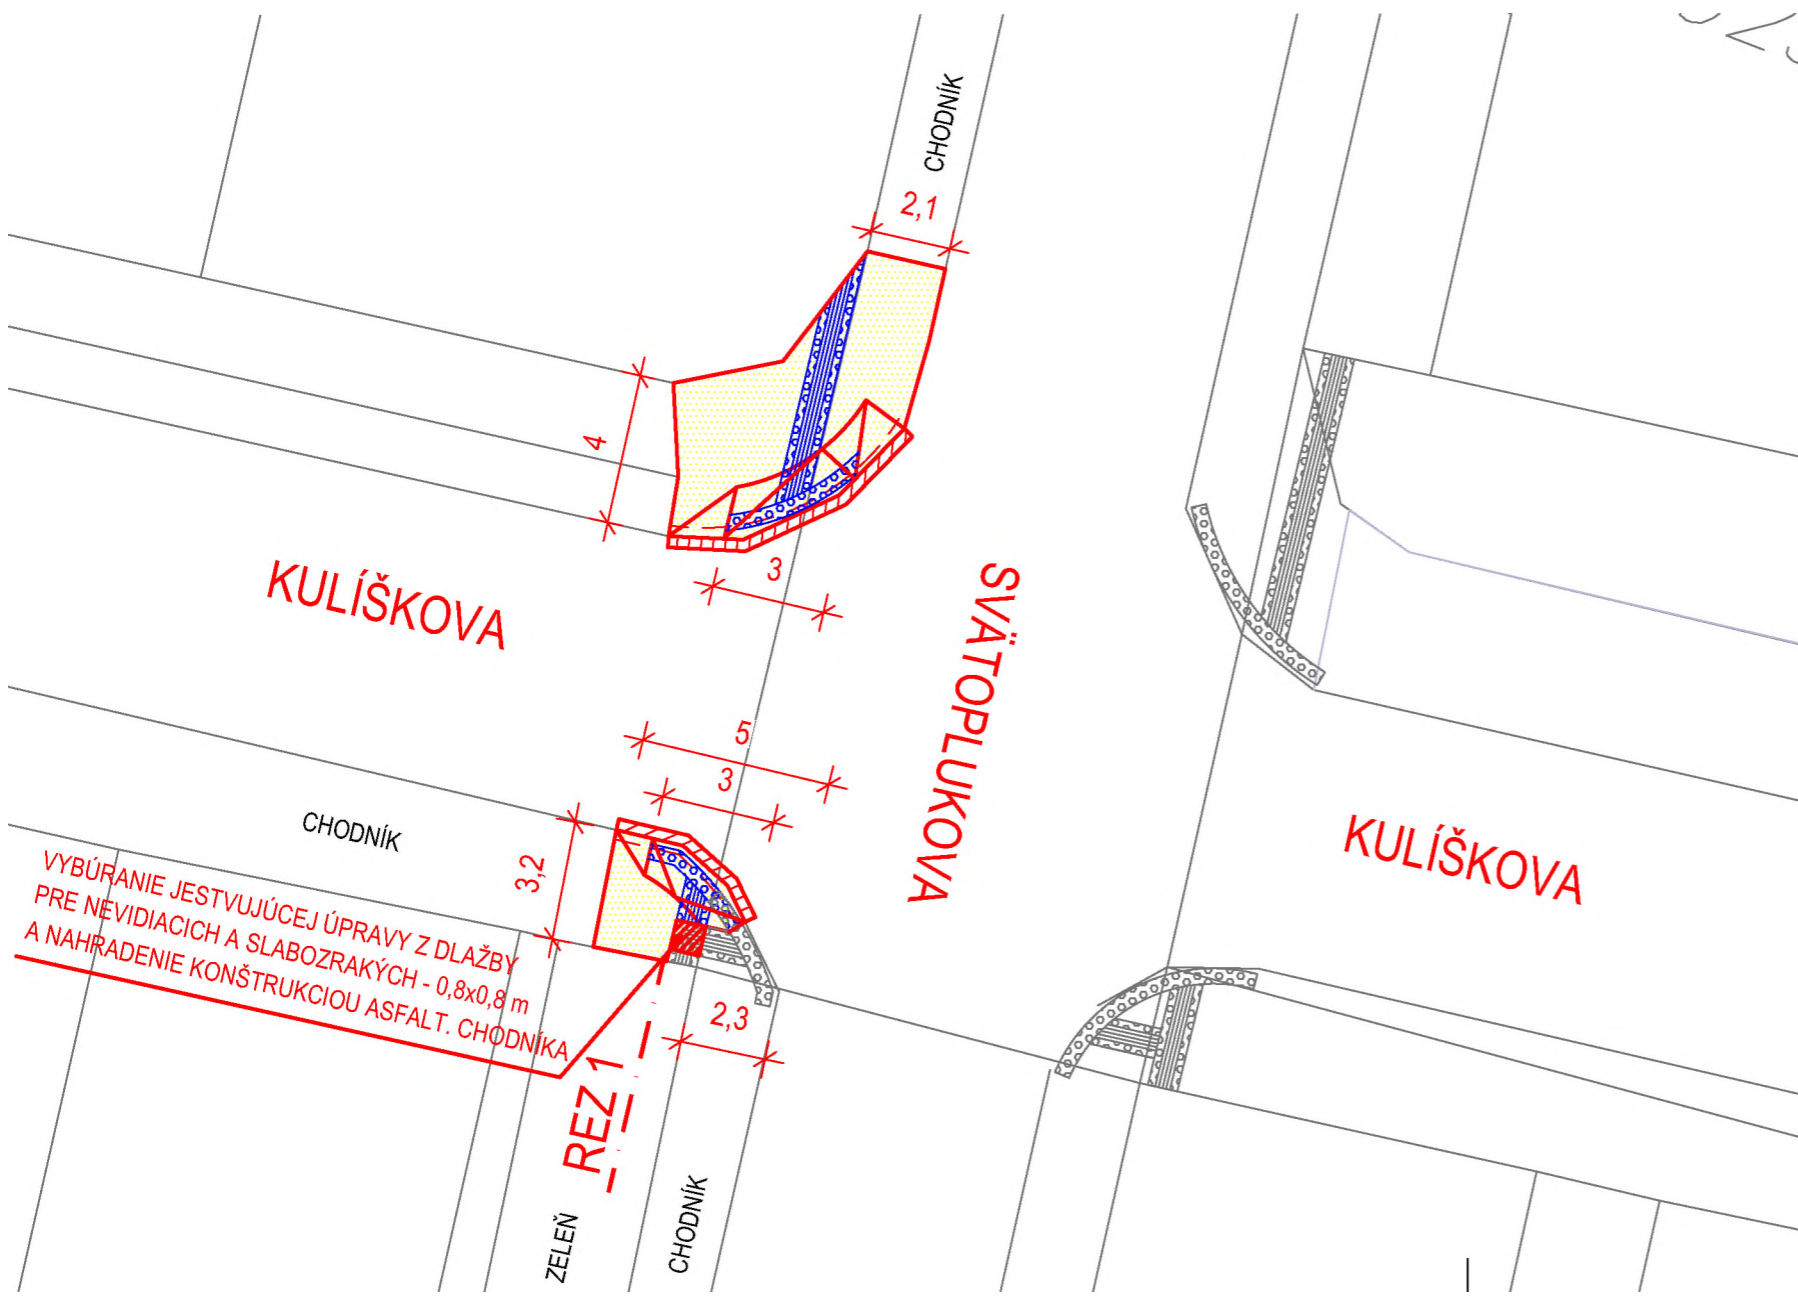 CHODNÍK
2,1
4
KULÍŠKOVA
3
SVÄTOPLUKOVA
5
3
CHODNÍK
3,2
KULÍŠKOVA
VYBÚRANIE JESTVUJÚCEJ ÚPRAVY Z DLAŽBY
PRE NEVIDIACICH A SLABOZRAKÝCH - 0,8x0,8 m
A NAHRADENIE KONŠTRUKCIOU ASFALT. CHODNÍKA
2,3
REZ 1
ZELEŇ
CHODNÍK